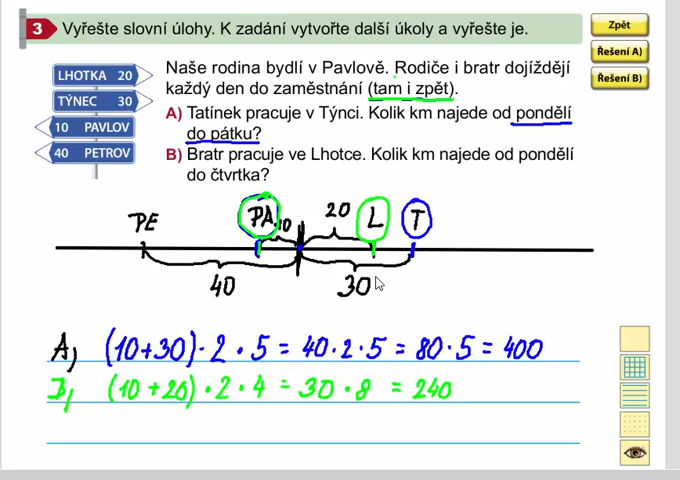 3 Vyřešte slovní úlohy. K zadání vytvořte další úkoly a vyřešte je.
Zpět
Řešení A)
Řešení B)
LHOTKA 20
TÝNEC 30
10 PAVLOV
40 PETROV
Naše rodina bydlí v Pavlově. Rodiče i bratr dojíždějí
každý den do zaměstnání (tam i zpět).
A) Tatínek pracuje v Týnci. Kolik km najede od pondělí
do pátku?
B) Bratr pracuje ve Lhotce. Kolik km najede od pondělí
do čtvrtka?
PE PA 10 20 L T
40 30
A) (10+30)·2·5 = 40·2·5 = 80·5 = 400
B) (10+20)·2·4 = 30·8 = 240